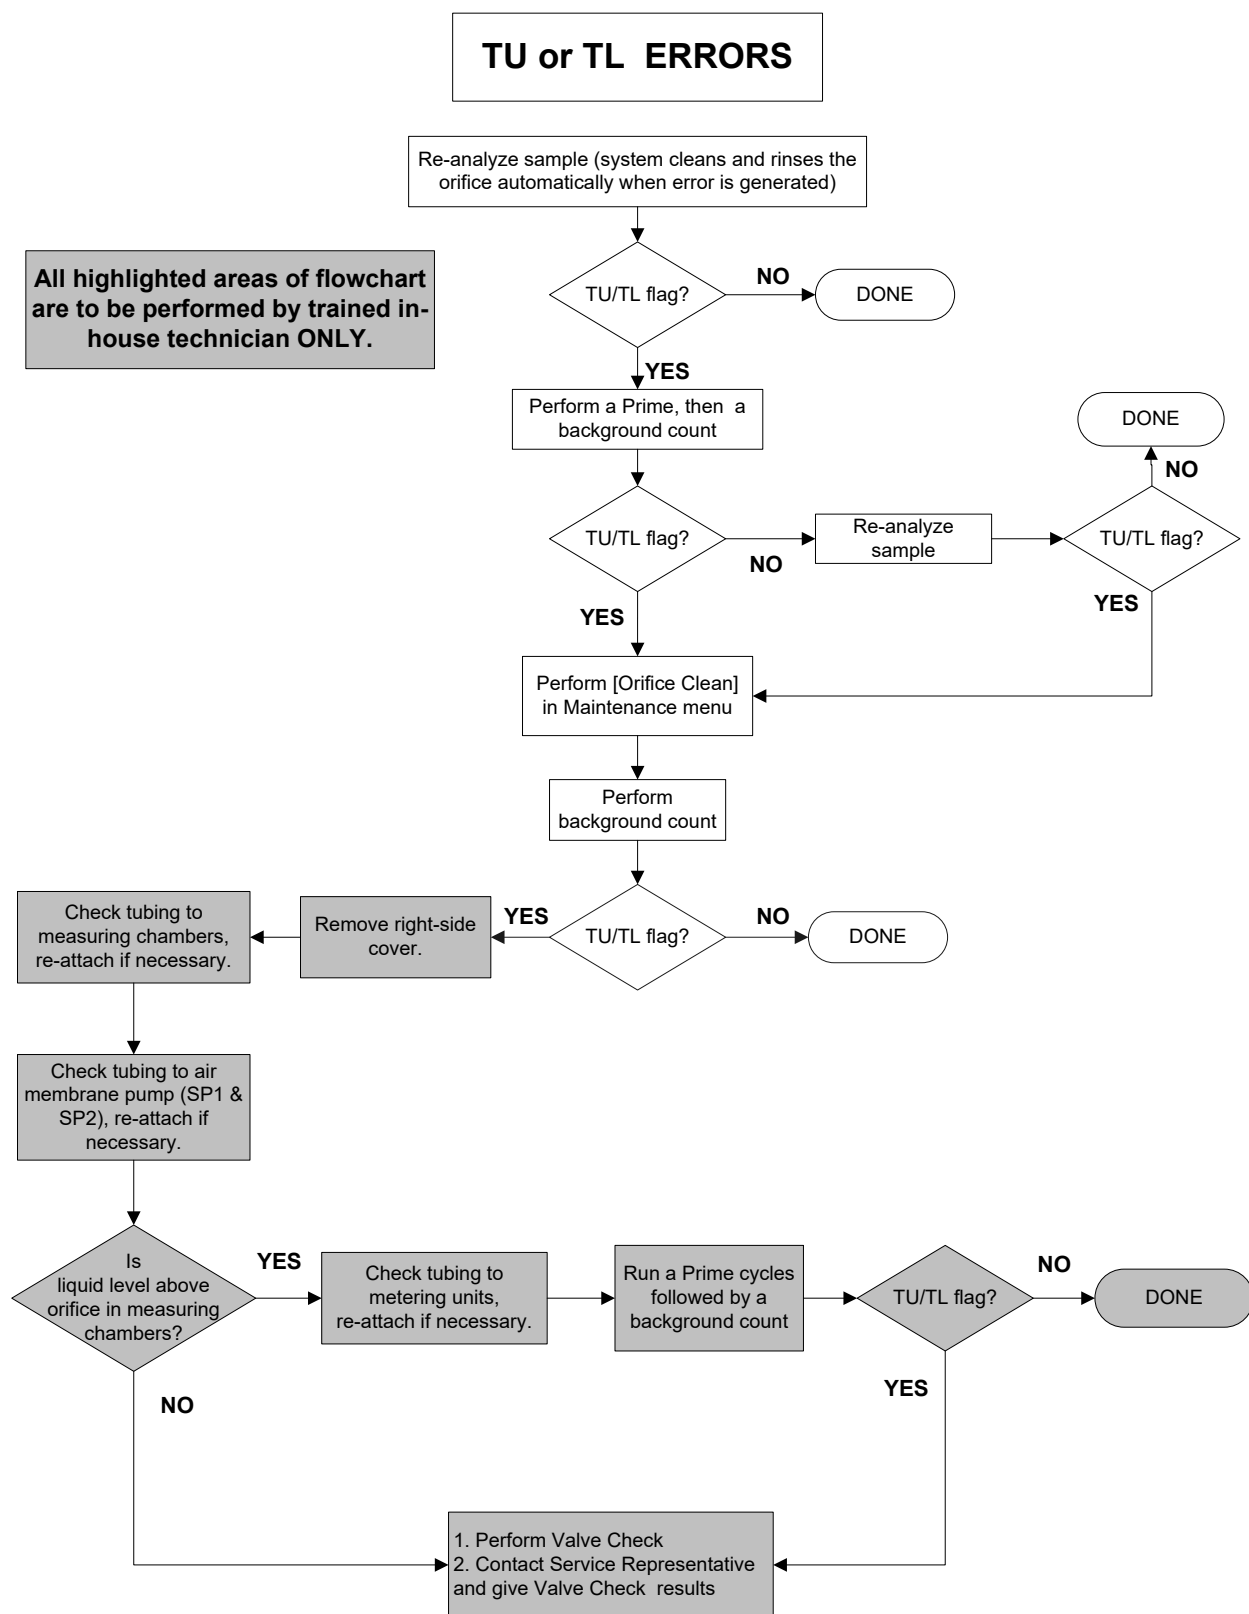 TU or TL ERRORS
Re-analyze sample (system cleans and rinses the
orifice automatically when error is generated)
All highlighted areas of flowchart
are to be performed by trained in-
house technician ONLY.
TU/TL flag?
NO
DONE
YES
Perform a Prime, then a
background count
DONE
NO
TU/TL flag?
NO
Re-analyze
sample
TU/TL flag?
YES
YES
Perform [Orifice Clean]
in Maintenance menu
Perform
background count
TU/TL flag?
NO
DONE
YES
Remove right-side
cover.
Check tubing to
measuring chambers,
re-attach if necessary.
Check tubing to air
membrane pump (SP1 &
SP2), re-attach if
necessary.
Is
liquid level above
orifice in measuring
chambers?
YES
Check tubing to
metering units,
re-attach if necessary.
Run a Prime cycles
followed by a
background count
TU/TL flag?
NO
DONE
YES
NO
1. Perform Valve Check
2. Contact Service Representative
and give Valve Check results